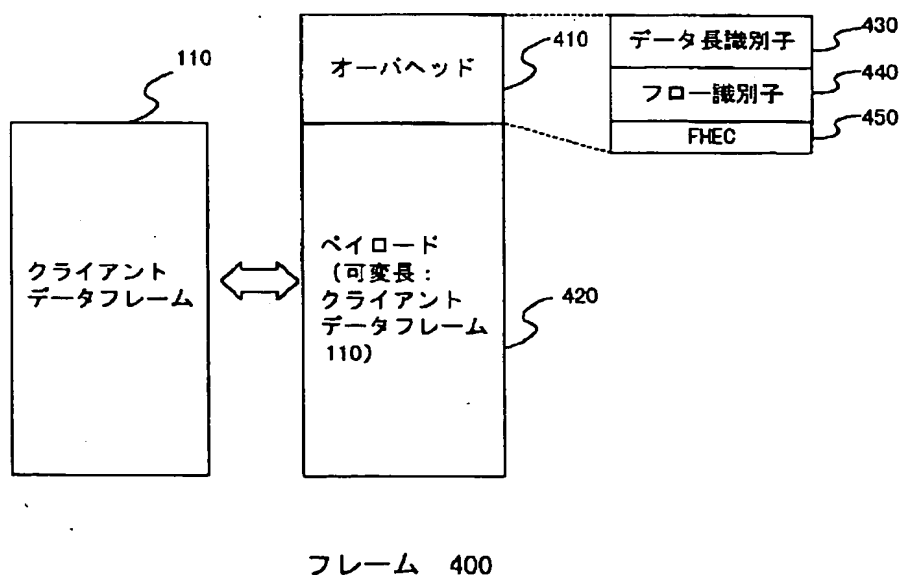 110
クライアント
データフレーム
オーバヘッド
410
ペイロード
(可変長:
クライアント
データフレーム
110)
420
データ長識別子
430
フロー識別子
440
FHEC
450
フレーム 400